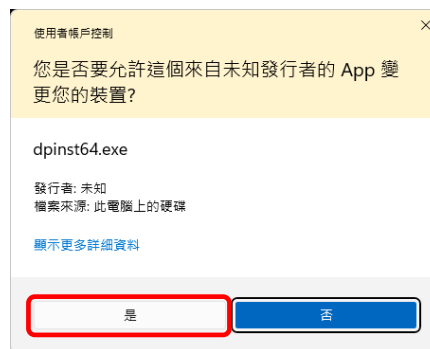 使用者帳戶控制
您是否要允許這個來自未知發行者的 App 變
更您的裝置?
dpinst64.exe
發行者: 未知
檔案來源: 此電腦上的硬碟
顯示更多詳細資料
是
否